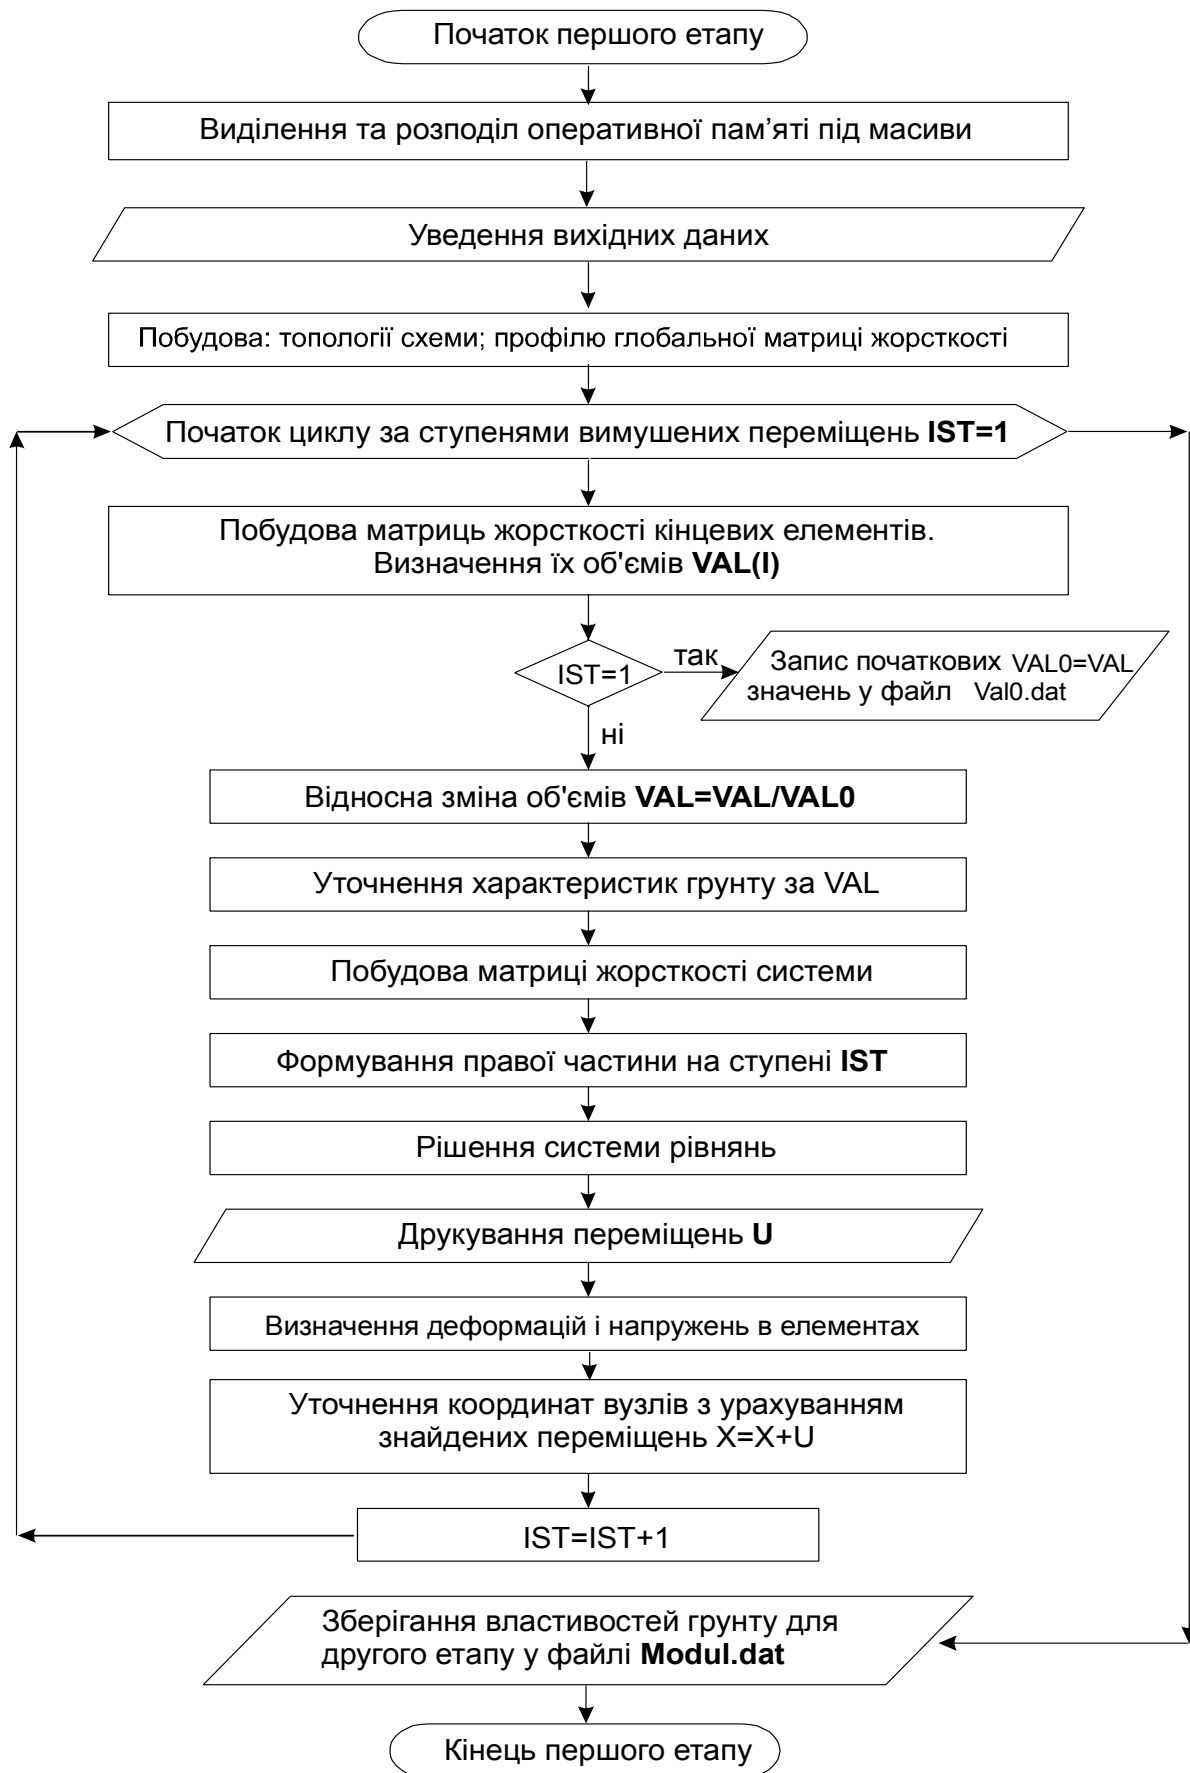 Початок першого етапу
Виділення та розподіл оперативної пам’яті під масиви
Уведення вихідних даних
Побудова: топології схеми; профілю глобальної матриці жорсткості
Початок циклу за ступенями вимушених переміщень IST=1
Побудова матриць жорсткості кінцевих елементів.
Визначення їх об'ємів VAL(I)
IST=1
так
Запис початкових VAL0=VAL
значень у файл Val0.dat
ні
Відносна зміна об'ємів VAL=VAL/VAL0
Уточнення характеристик грунту за VAL
Побудова матриці жорсткості системи
Формування правої частини на ступені IST
Рішення системи рівнянь
Друкування переміщень U
Визначення деформацій і напружень в елементах
Уточнення координат вузлів з урахуванням
знайдених переміщень X=X+U
IST=IST+1
Зберігання властивостей грунту для
другого етапу у файлі Modul.dat
Кінець першого етапу